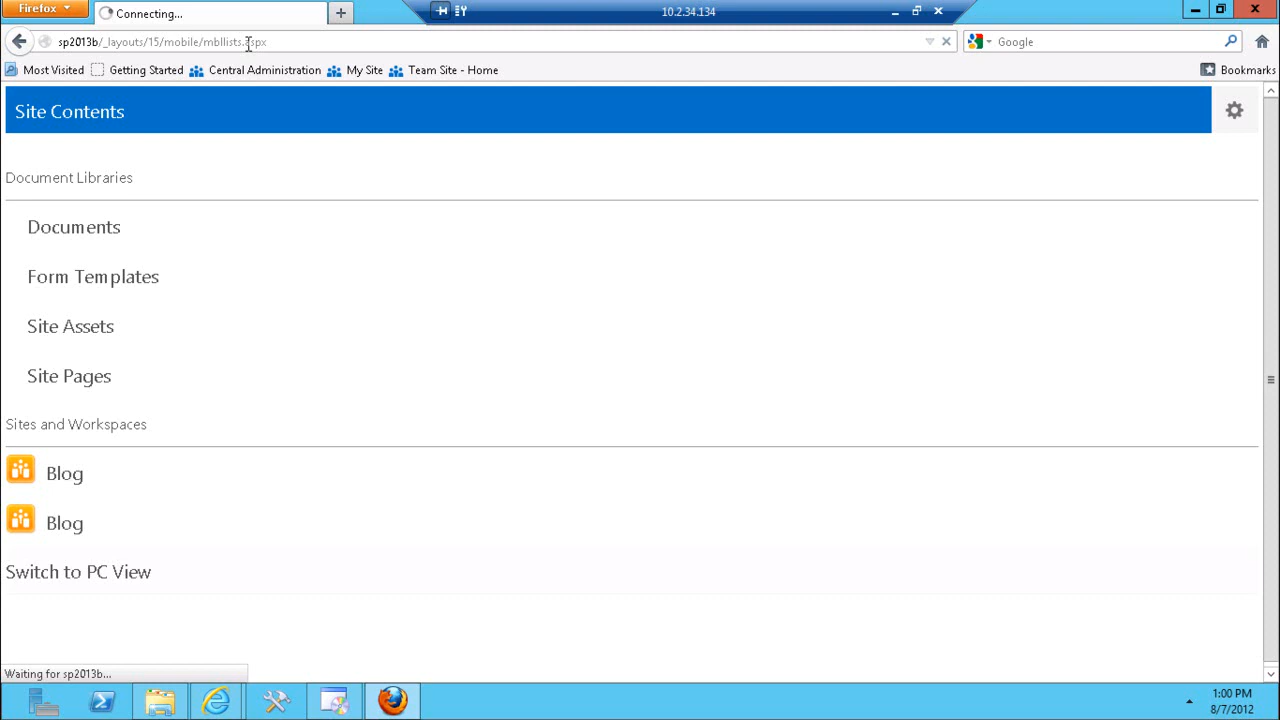 Firefox
Connecting...
10.2.34.134
sp2013b/_layouts/15/mobile/mbllists.aspx
Google
Most Visited
Getting Started
Central Administration
My Site
Team Site - Home
Bookmarks
Site Contents
Document Libraries
Documents
Form Templates
Site Assets
Site Pages
Sites and Workspaces
Blog
Blog
Switch to PC View
Waiting for sp2013b...
1:00 PM
8/7/2012